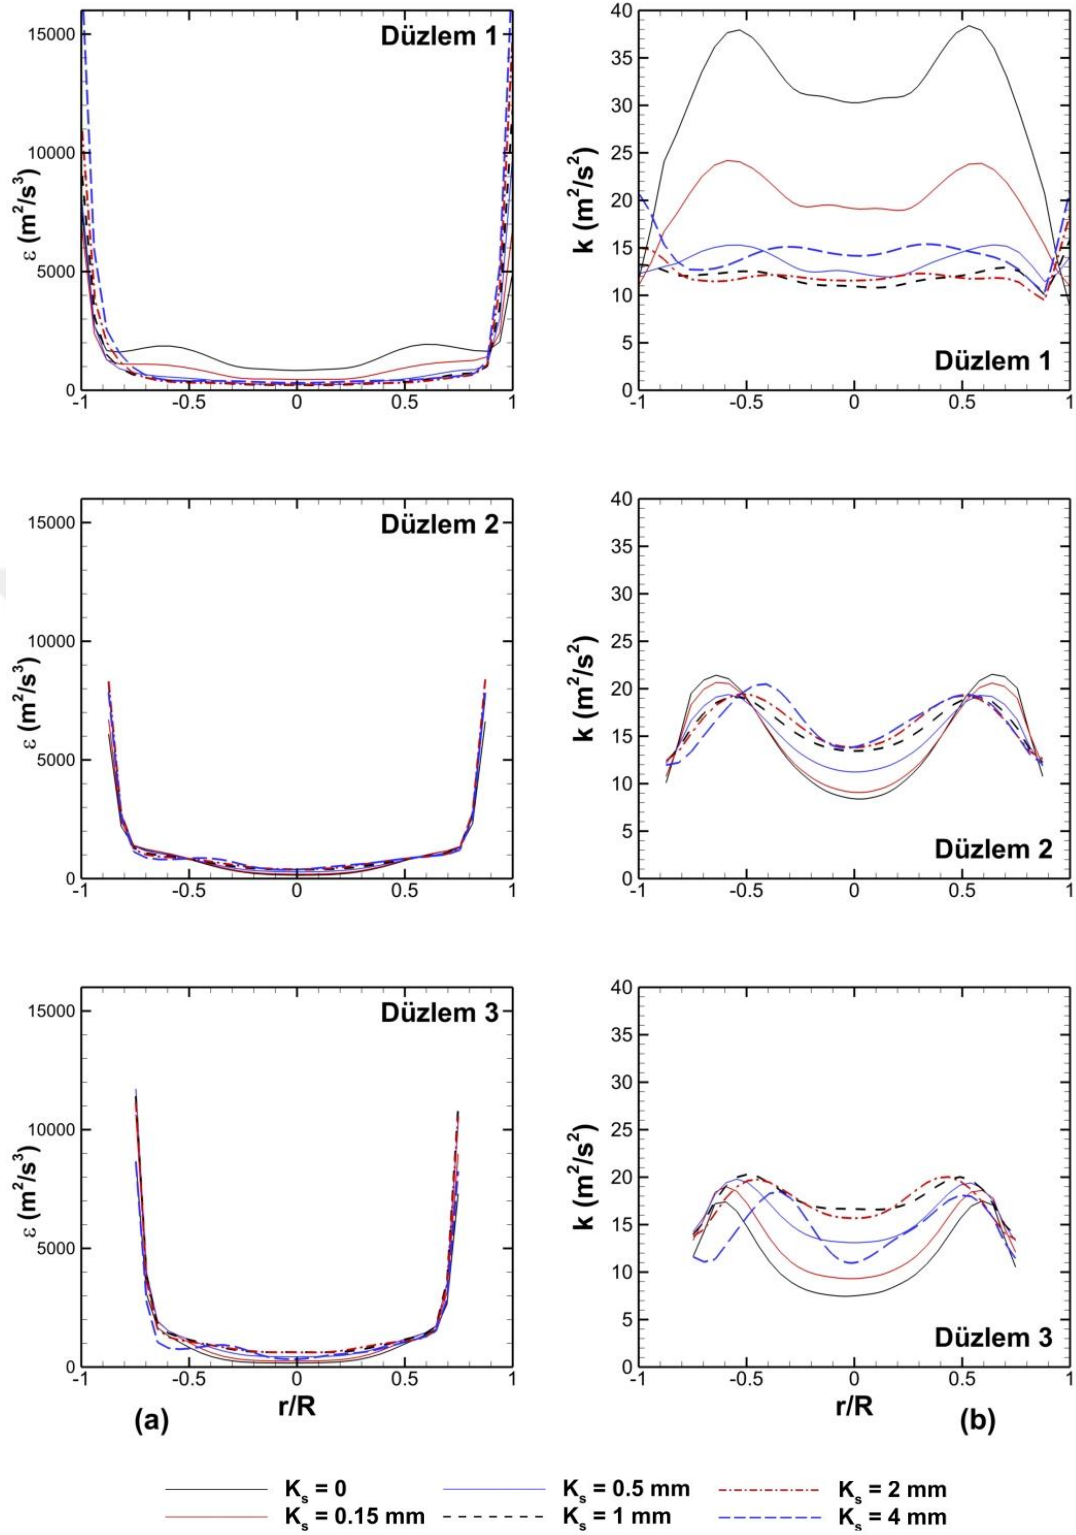 15000
10000
5000
0
ε (m²/s³)
Düzlem 1
-1 -0.5 0 0.5 1
40
35
30
25
20
15
10
5
0
k (m²/s²)
Düzlem 1
-1 -0.5 0 0.5 1
15000
10000
5000
0
ε (m²/s³)
Düzlem 2
-1 -0.5 0 0.5 1
40
35
30
25
20
15
10
5
0
k (m²/s²)
Düzlem 2
-1 -0.5 0 0.5 1
15000
10000
5000
0
ε (m²/s³)
Düzlem 3
-1 -0.5 0 0.5 1
r/R
(a)
40
35
30
25
20
15
10
5
0
k (m²/s²)
Düzlem 3
-1 -0.5 0 0.5 1
r/R
(b)
Kₛ = 0 Kₛ = 0.5 mm Kₛ = 2 mm
Kₛ = 0.15 mm Kₛ = 1 mm Kₛ = 4 mm